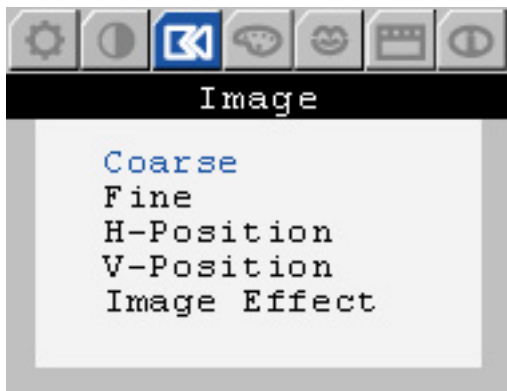 Image
Coarse
Fine
H-Position
V-Position
Image Effect